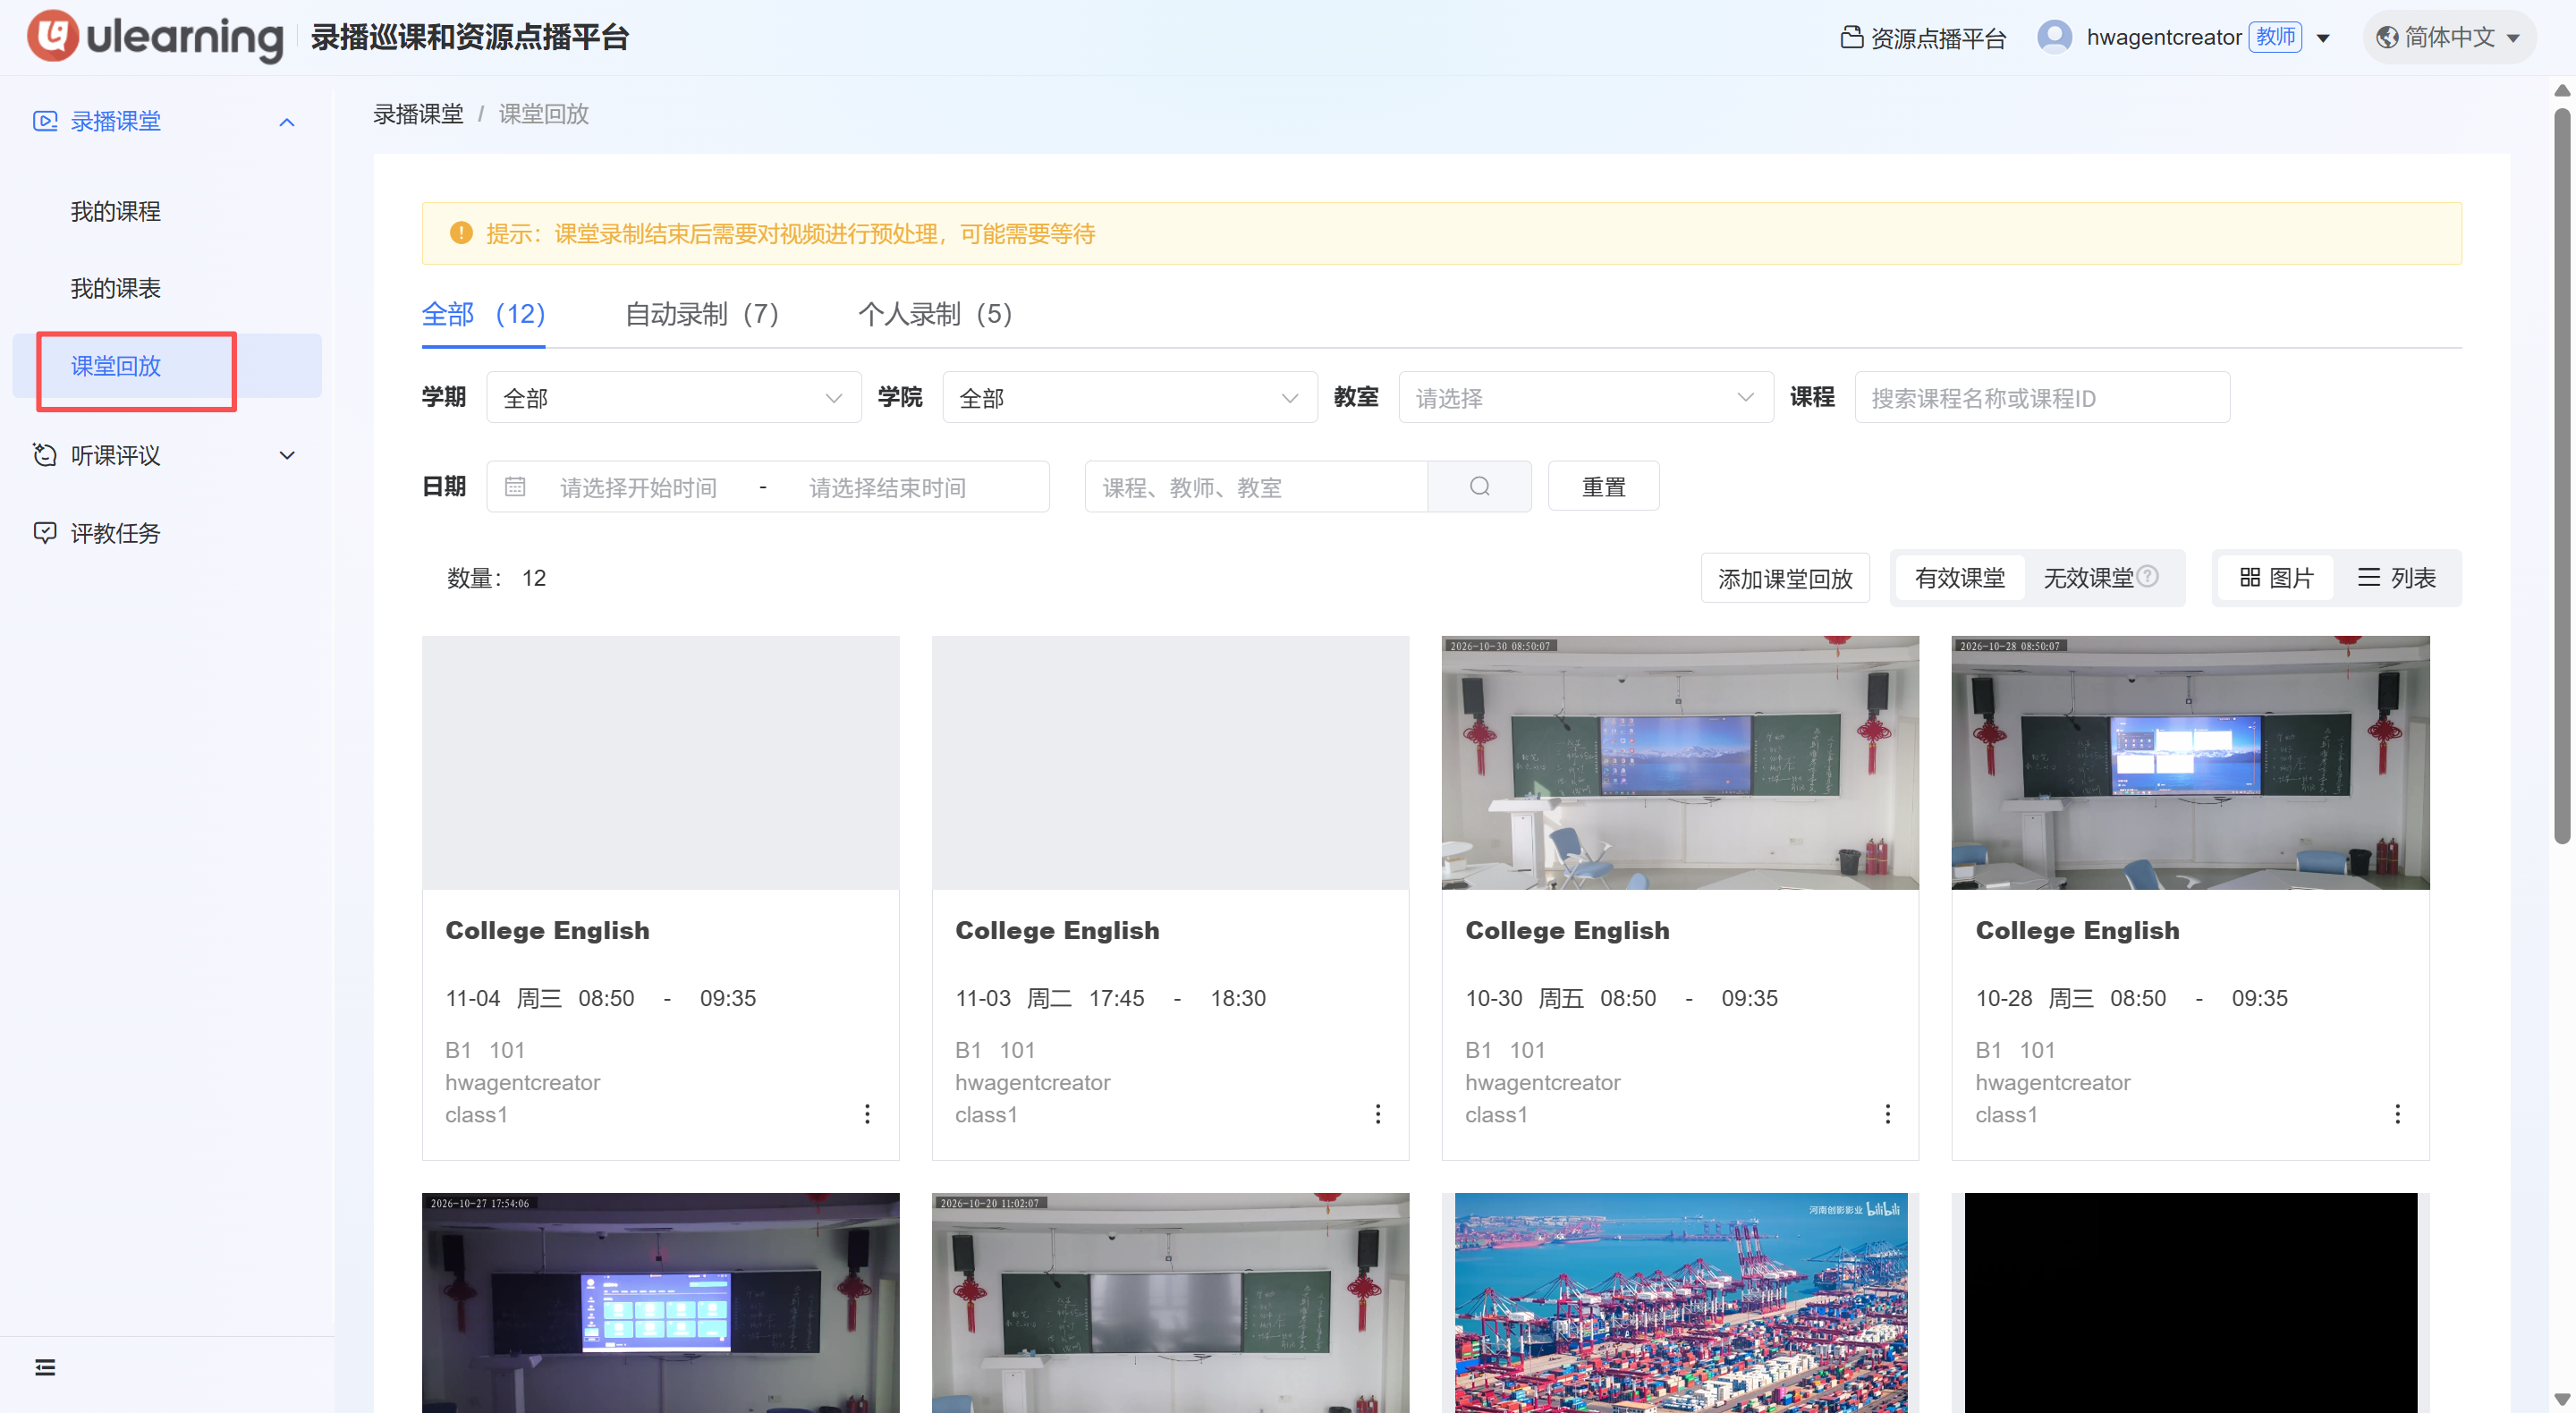 ulearning 录播巡课和资源点播平台 资源点播平台 hwagentcreator 教师 简体中文
录播课堂
我的课程
我的课表
课堂回放
听课评议
评教任务
录播课堂 / 课堂回放
提示：课堂录制结束后需要对视频进行预处理，可能需要等待
全部 （12） 自动录制（7） 个人录制（5）
学期 全部 学院 全部 教室 请选择 课程 搜索课程名称或课程ID
日期 请选择开始时间 - 请选择结束时间 课程、教师、教室 重置
数量： 12 添加课堂回放 有效课堂 无效课堂 图片 列表
2026-10-30 08:50:07
2026-10-28 08:50:07
College English
11-04 周三 08:50 - 09:35
B1 101
hwagentcreator
class1
College English
11-03 周二 17:45 - 18:30
B1 101
hwagentcreator
class1
College English
10-30 周五 08:50 - 09:35
B1 101
hwagentcreator
class1
College English
10-28 周三 08:50 - 09:35
B1 101
hwagentcreator
class1
2026-10-27 17:54:06
2026-10-20 11:02:07
河南创影影业 bilibili